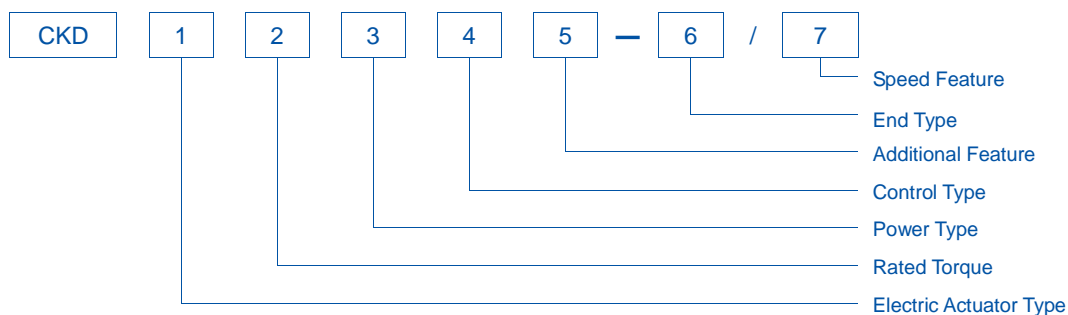 CKD 1 2 3 4 5 — 6 / 7
Speed Feature
End Type
Additional Feature
Control Type
Power Type
Rated Torque
Electric Actuator Type